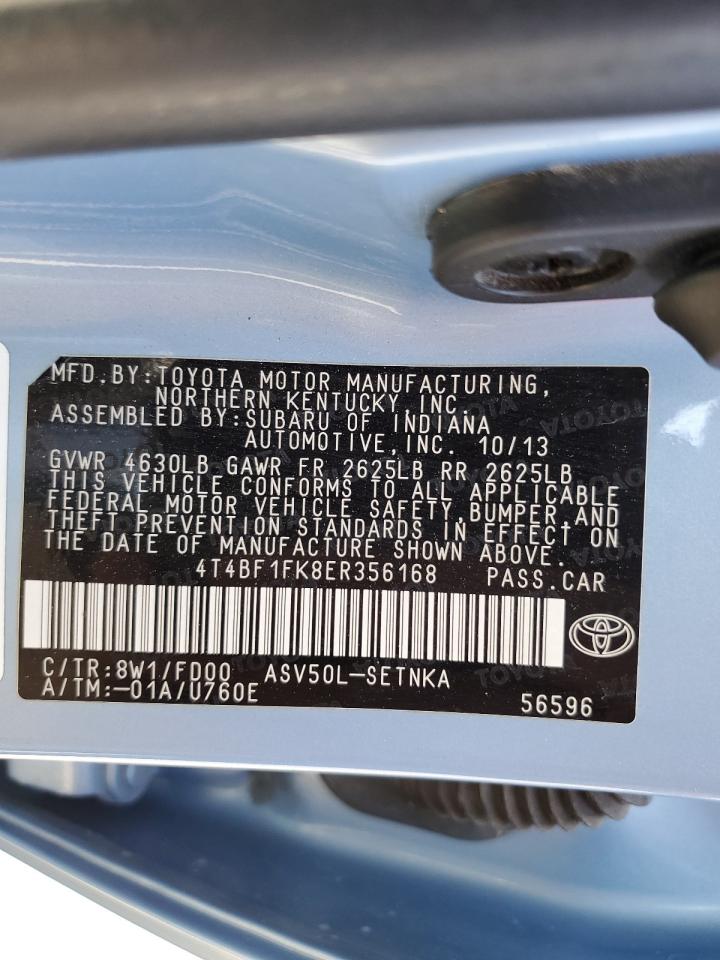 MFD.BY:TOYOTA MOTOR MANUFACTURING,
NORTHERN KENTUCKY,INC.
ASSEMBLED BY:SUBARU OF INDIANA
AUTOMOTIVE,INC. 10/13
GVWR 4630LB GAWR FR 2625LB RR 2625LB
THIS VEHICLE CONFORMS TO ALL APPLICABLE
FEDERAL MOTOR VEHICLE SAFETY,BUMPER,AND
THEFT PREVENTION STANDARDS IN EFFECT ON
THE DATE OF MANUFACTURE SHOWN ABOVE.
4T4BF1FK8ER356168 PASS.CAR
C/TR:8W1/FD00 ASV50L-SETNKA
A/TM:-01A/U760E
56596